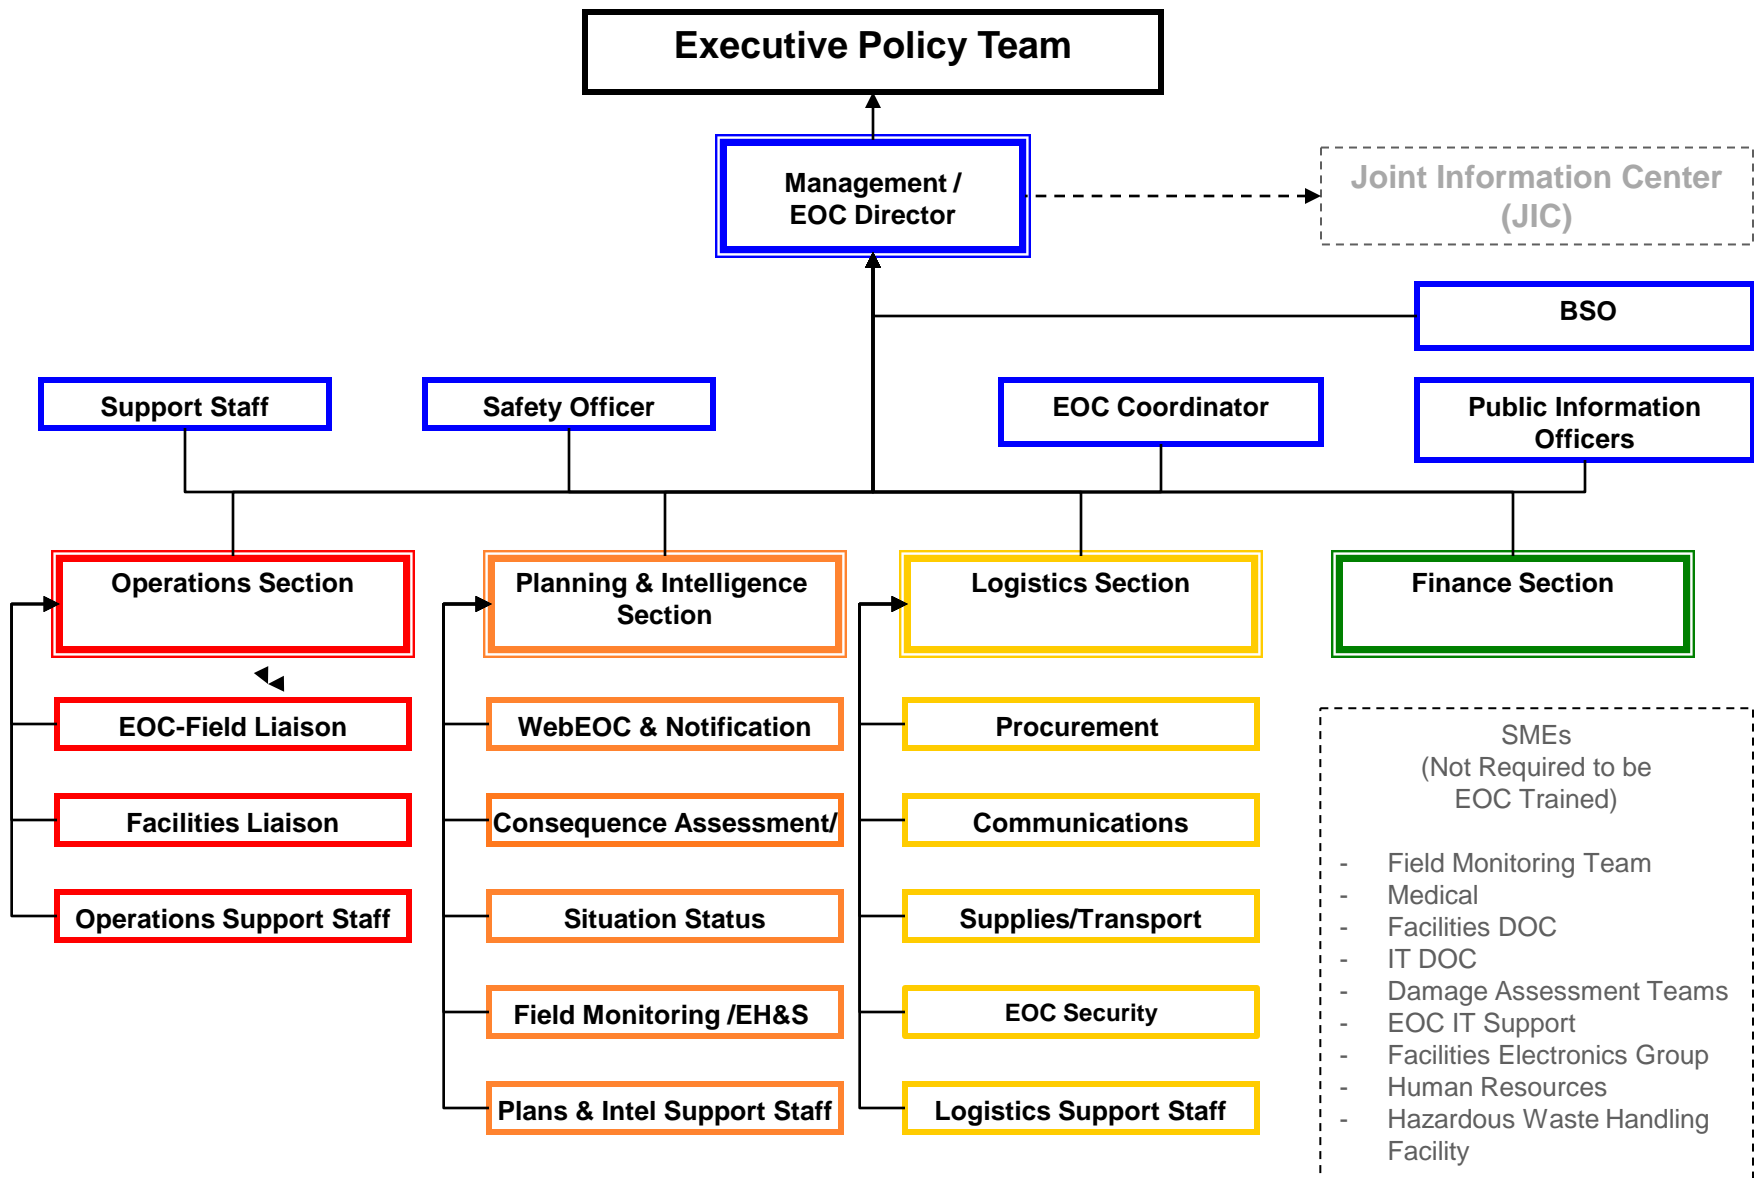 Executive Policy Team
Management /
EOC Director
Joint Information Center
(JIC)
BSO
Support Staff
Safety Officer
EOC Coordinator
Public Information
Officers
Operations Section
Planning & Intelligence
Section
Logistics Section
Finance Section
EOC-Field Liaison
Facilities Liaison
Operations Support Staff
WebEOC & Notification
Consequence Assessment/
Situation Status
Field Monitoring /EH&S
Plans & Intel Support Staff
Procurement
Communications
Supplies/Transport
EOC Security
Logistics Support Staff
SMEs
(Not Required to be
EOC Trained)
- Field Monitoring Team
- Medical
- Facilities DOC
- IT DOC
- Damage Assessment Teams
- EOC IT Support
- Facilities Electronics Group
- Human Resources
- Hazardous Waste Handling
Facility